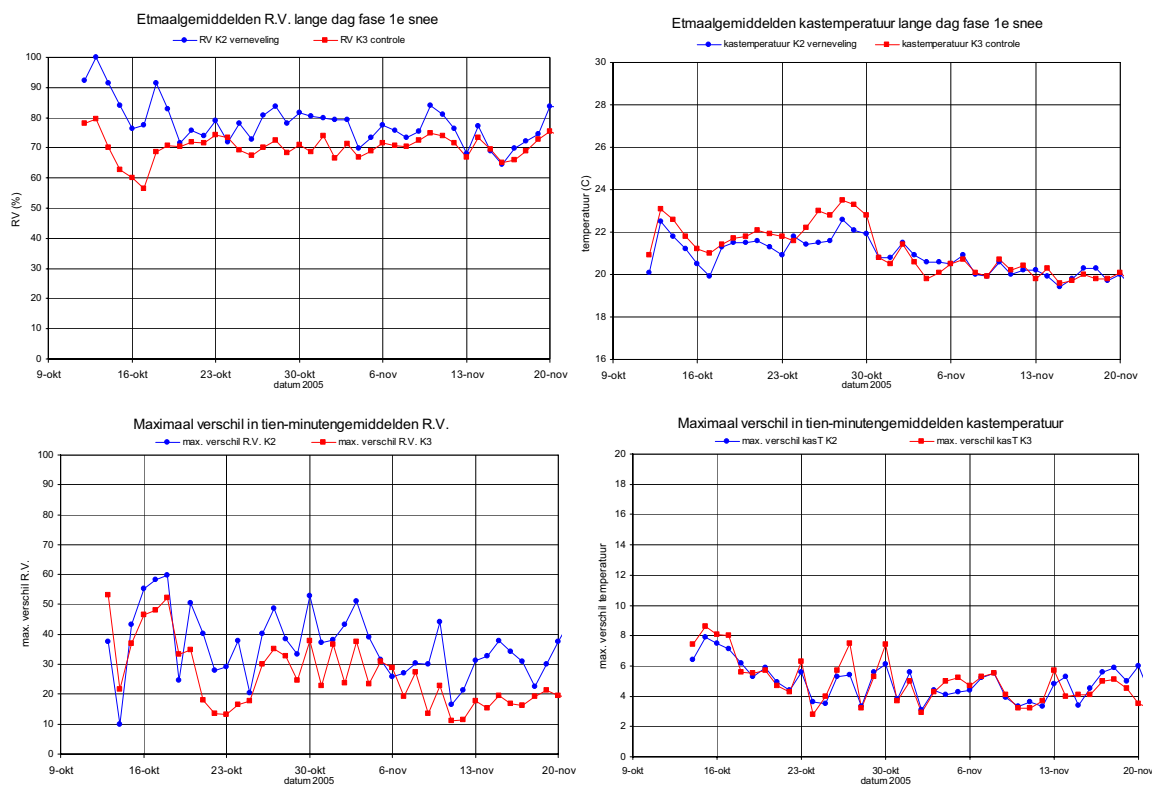 Etmaalgemiddelden R.V. lange dag fase 1e snee
RV K2 verneveling
RV K3 controle
100
90
80
70
60
50
40
30
20
10
0
RV (%)
9-okt
16-okt
23-okt
30-okt
6-nov
13-nov
20-nov
datum 2005
Etmaalgemiddelden kastemperatuur lange dag fase 1e snee
kastemperatuur K2 verneveling
kastemperatuur K3 controle
30
28
26
24
22
20
18
16
temperatuur (C)
9-okt
16-okt
23-okt
30-okt
6-nov
13-nov
20-nov
datum 2005
Maximaal verschil in tien-minutengemiddelden R.V.
max. verschil R.V. K2
max. verschil R.V. K3
100
90
80
70
60
50
40
30
20
10
0
max. verschil R.V.
9-okt
16-okt
23-okt
30-okt
6-nov
13-nov
20-nov
datum 2005
Maximaal verschil in tien-minutengemiddelden kastemperatuur
max. verschil kasT K2
max. verschil kasT K3
20
18
16
14
12
10
8
6
4
2
0
max. verschil temperatuur
9-okt
16-okt
23-okt
30-okt
6-nov
13-nov
20-nov
datum 2005